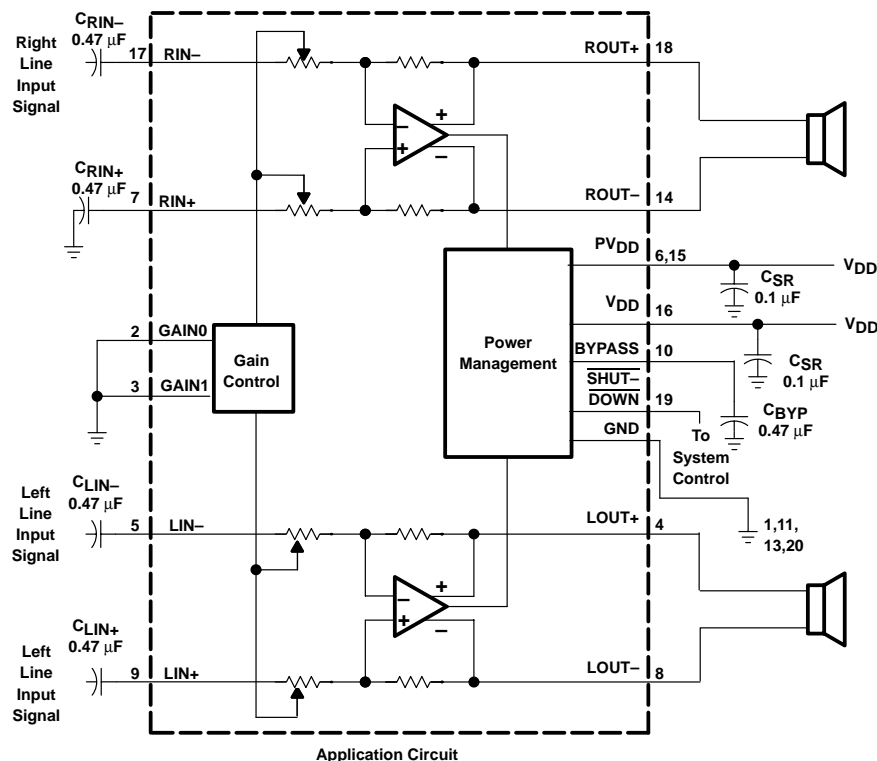 Right
Line
Input
Signal
CRIN–
0.47 μF
17
RIN–
ROUT+
18
CRIN+
0.47 μF
7
RIN+
ROUT–
14
PVDD
6,15
VDD
CSR
0.1 μF
VDD
16
VDD
CSR
0.1 μF
BYPASS
10
CBYP
0.47 μF
SHUT–
DOWN
19
To
System
Control
GND
1,11,
13,20
Power
Management
2
GAIN0
3
GAIN1
Gain
Control
Left
Line
Input
Signal
CLIN–
0.47 μF
5
LIN–
LOUT+
4
Left
Line
Input
Signal
CLIN+
0.47 μF
9
LIN+
LOUT–
8
–
+
+
–
–
+
+
–
Application Circuit